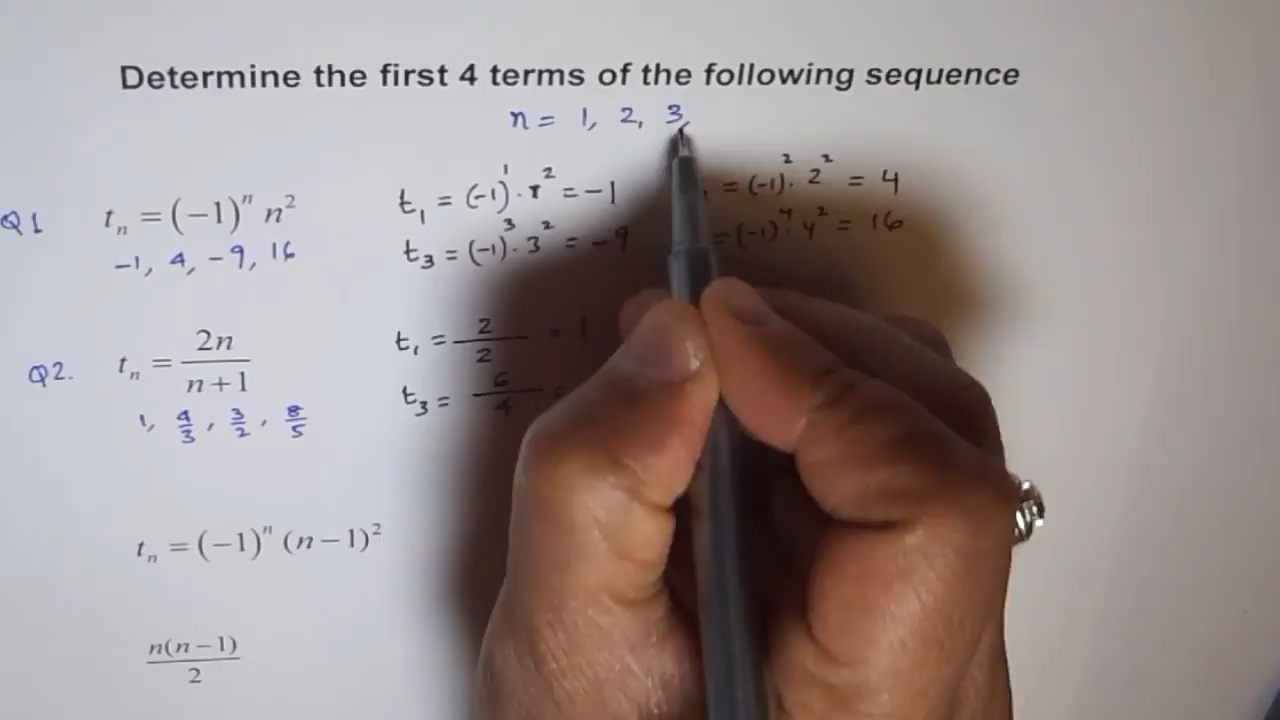 Determine the first 4 terms of the following sequence
n = 1, 2, 3,
Q1 tₙ = (−1)ⁿ n²
−1, 4, −9, 16
t₁ = (−1)¹ · 1² = −1
= (−1)² · 2² = 4
t₃ = (−1)³ · 3² = −9
= (−1)⁴ · 4² = 16
Q2. tₙ = 2n / n+1
1, 4/3, 3/2, 8/5
t₁ = 2/2 = 1
t₃ = 6/4 =
tₙ = (−1)ⁿ (n−1)²
n(n−1) / 2